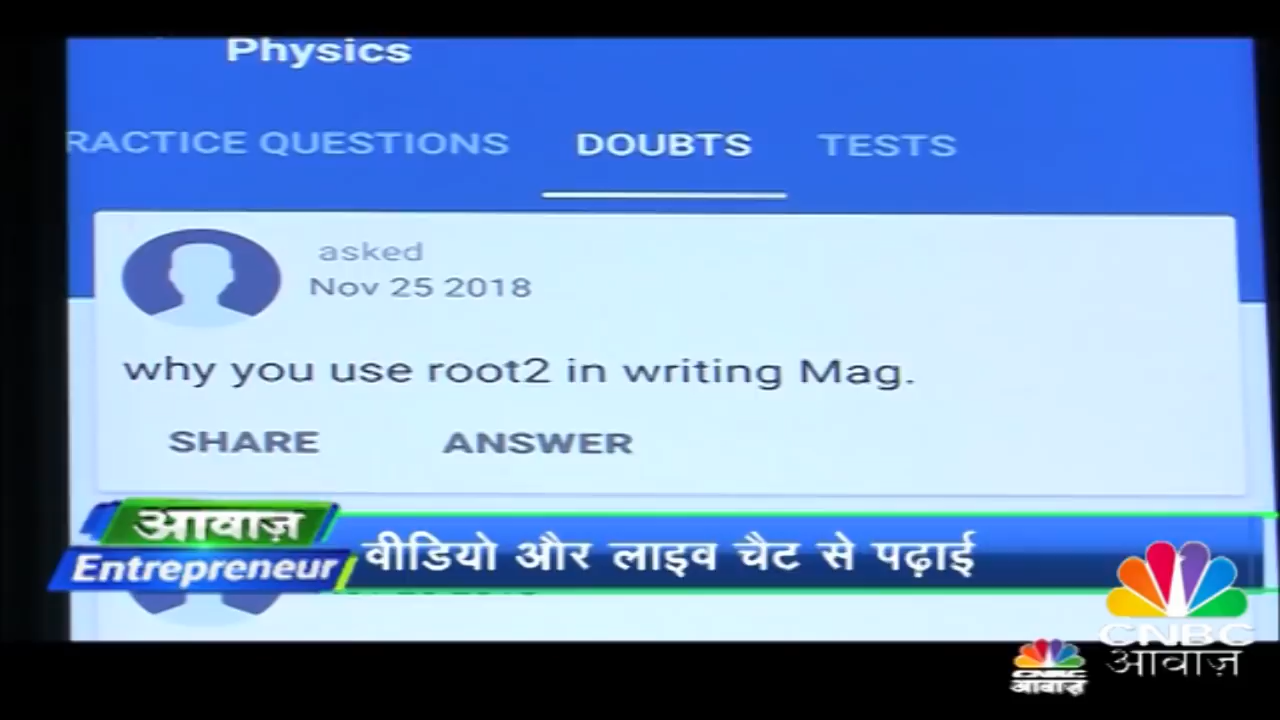 Physics
RACTICE QUESTIONS DOUBTS TESTS
asked
Nov 25 2018
why you use root2 in writing Mag.
SHARE ANSWER
आवाज़
Entrepreneur
वीडियो और लाइव चैट से पढ़ाई
CNBC
आवाज़
CNBC
आवाज़